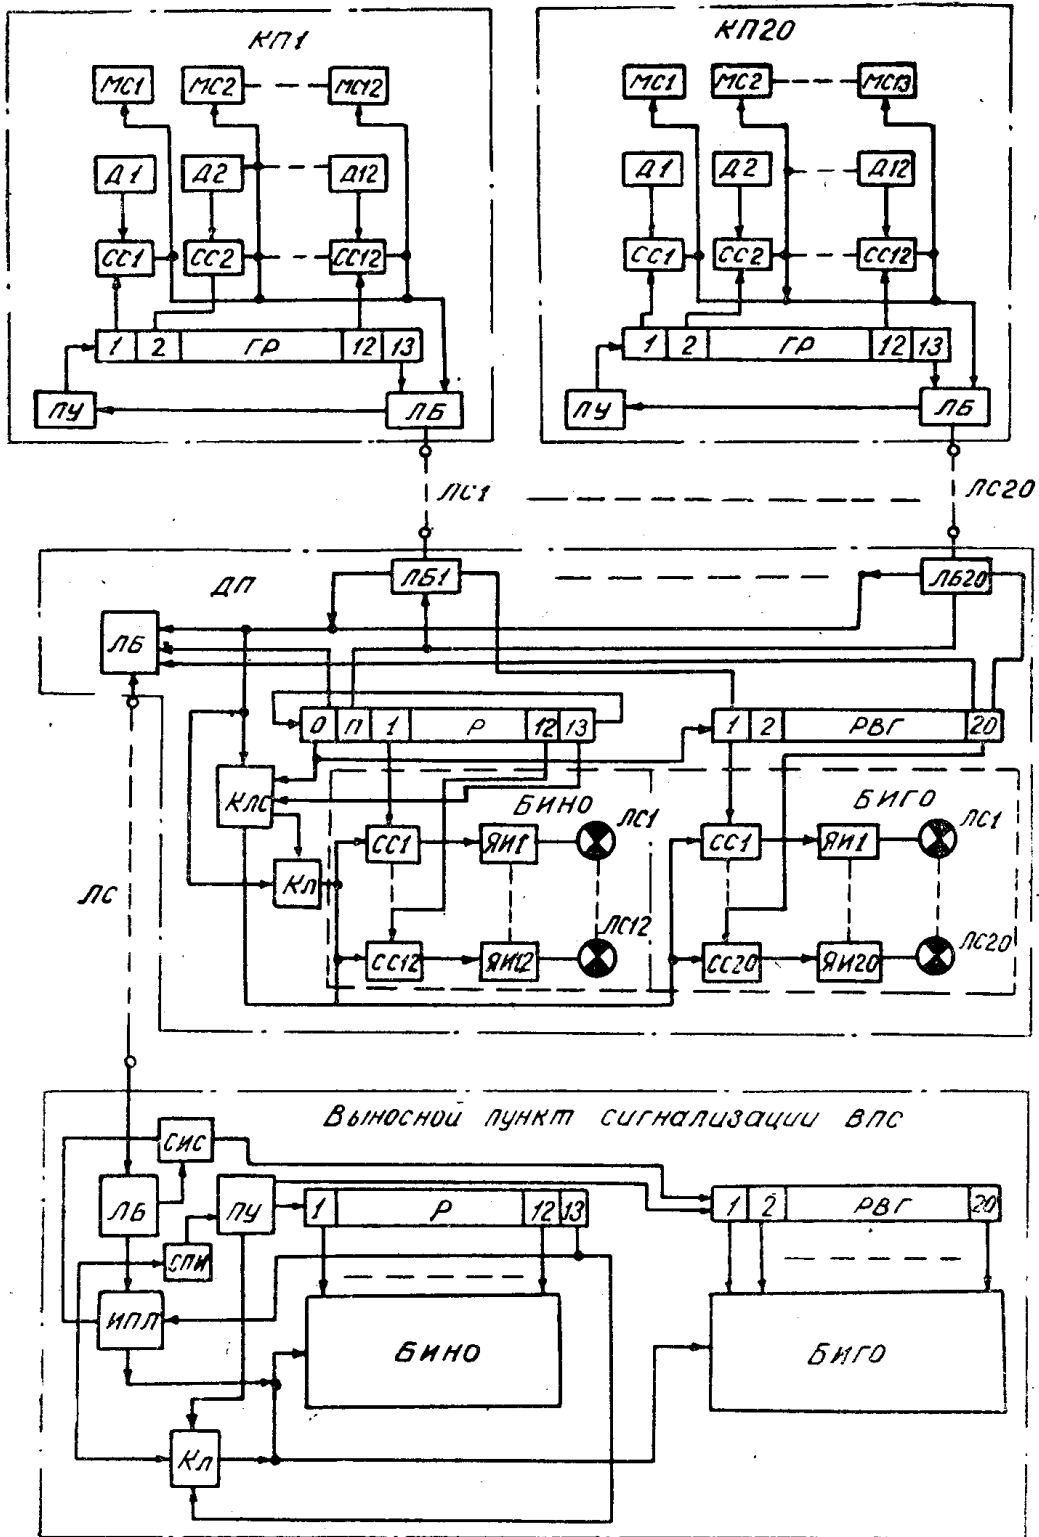 КП1
КП20
МС1 МС2 МС12
МС1 МС2 МС13
Д1 Д2 Д12
Д1 Д2 Д12
СС1 СС2 СС12
СС1 СС2 СС12
1 2 ГР 12 13
1 2 ГР 12 13
ПУ ЛБ
ПУ ЛБ
ЛС1 ЛС20
ДП ЛБ1 ЛБ20
ЛБ
0 П 1 Р 12 13
1 2 РВГ 20
КЛС БИНО ЛС1
БИГО ЛС1
СС1 ЯИ1
СС1 ЯИ1
Кл
ЛС
ЛС12
ЛС20
СС12 ЯИ12
СС20 ЯИ20
Выносной пункт сигнализации ВПС
СИС
ЛБ ПУ 1 Р 12 13
1 2 РВГ 20
СПИ
ИПЛ
БИНО
БИГО
Кл